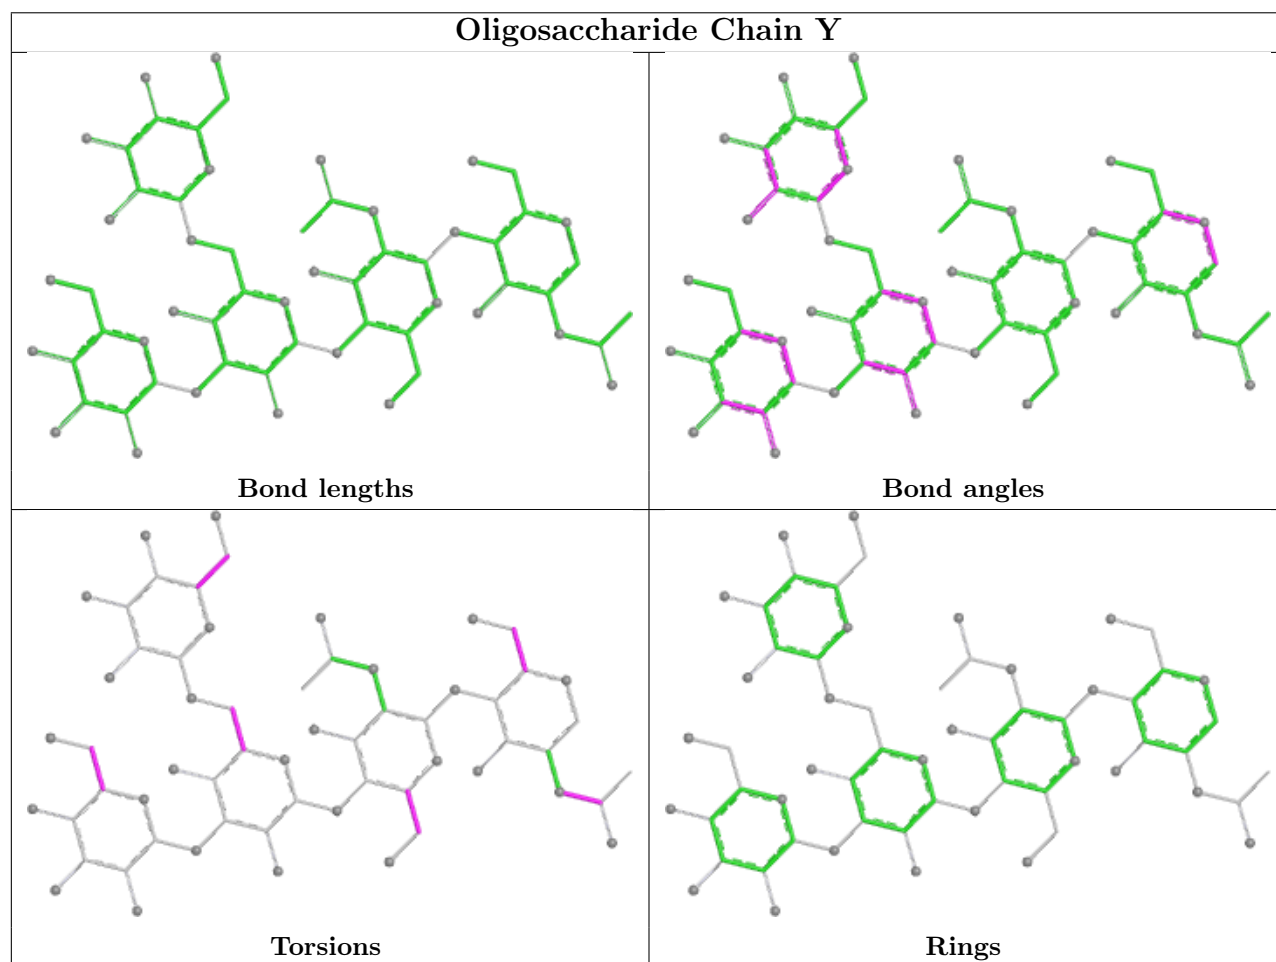 Oligosaccharide Chain Y
Bond lengths
Bond angles
Torsions
Rings